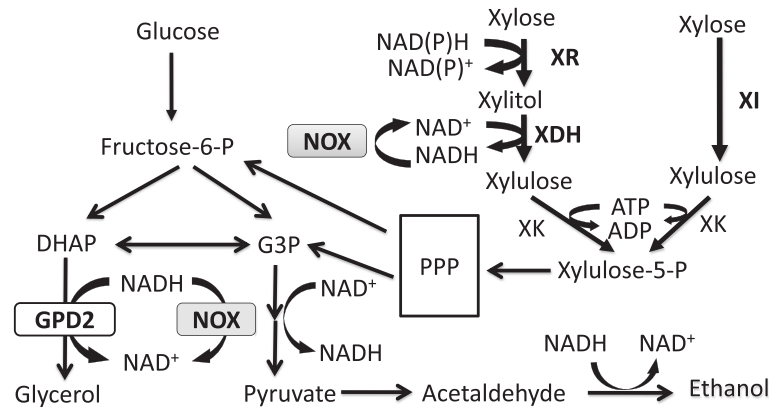 Glucose
Xylose
Xylose
NAD(P)H
NAD(P)⁺
XR
XI
Xylitol
NOX
NAD⁺
NADH
XDH
Fructose-6-P
Xylulose
Xylulose
XK
ATP
ADP
XK
DHAP
G3P
PPP
Xylulose-5-P
NADH
NAD⁺
GPD2
NOX
NAD⁺
NADH
NADH
NAD⁺
Glycerol
Pyruvate
Acetaldehyde
Ethanol